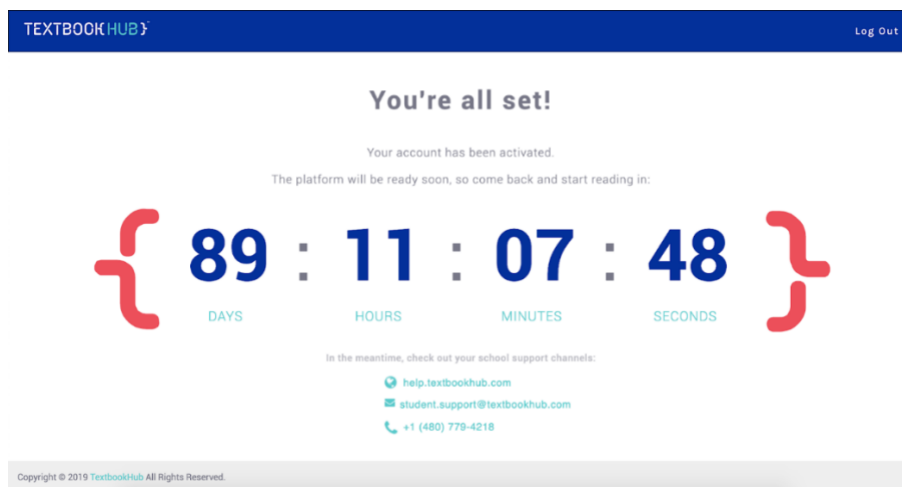 TEXTBOOK{HUB}
Log Out
You're all set!
Your account has been activated.
The platform will be ready soon, so come back and start reading in:
89 : 11 : 07 : 48
DAYS HOURS MINUTES SECONDS
In the meantime, check out your school support channels:
help.textbookhub.com
student.support@textbookhub.com
+1 (480) 779-4218
Copyright © 2019 TextbookHub All Rights Reserved.